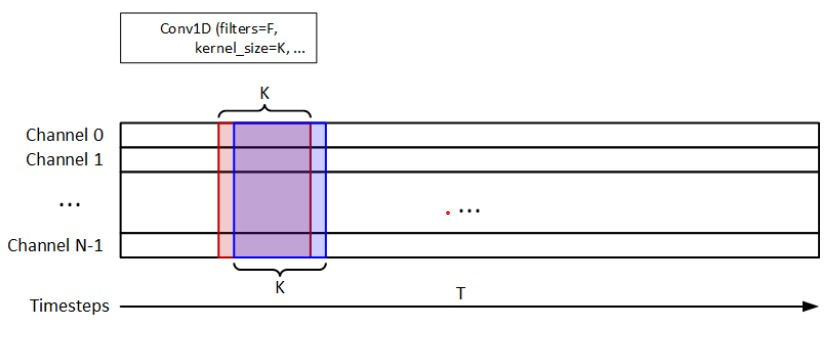 Conv1D (filters=F,
kernel_size=K, ...
K
Channel 0
Channel 1
...
...
Channel N-1
K
T
Timesteps